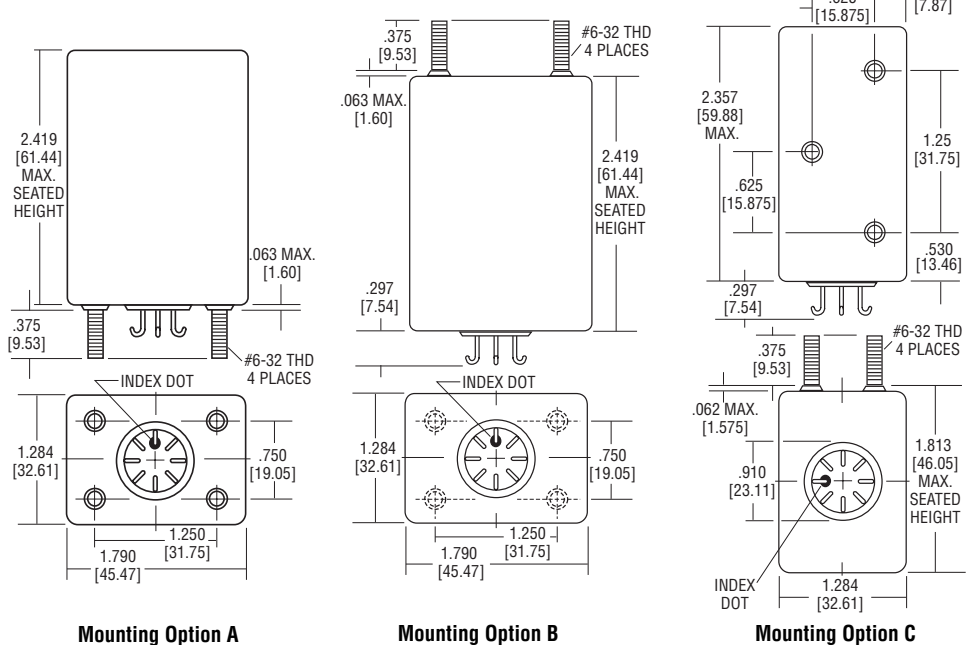 .375
[9.53]
#6-32 THD
4 PLACES
.063 MAX.
[1.60]
[15.875]
[7.87]
2.419
[61.44]
MAX.
SEATED
HEIGHT
.063 MAX.
[1.60]
.375
[9.53]
#6-32 THD
4 PLACES
2.419
[61.44]
MAX.
SEATED
HEIGHT
.297
[7.54]
2.357
[59.88]
MAX.
1.25
[31.75]
.625
[15.875]
.530
[13.46]
.297
[7.54]
#6-32 THD
4 PLACES
.375
[9.53]
INDEX DOT
1.284
[32.61]
.750
[19.05]
1.250
[31.75]
1.790
[45.47]
INDEX DOT
1.284
[32.61]
.750
[19.05]
1.250
[31.75]
1.790
[45.47]
.062 MAX.
[1.575]
.910
[23.11]
1.813
[46.05]
MAX.
SEATED
HEIGHT
INDEX
DOT
1.284
[32.61]
Mounting Option A
Mounting Option B
Mounting Option C